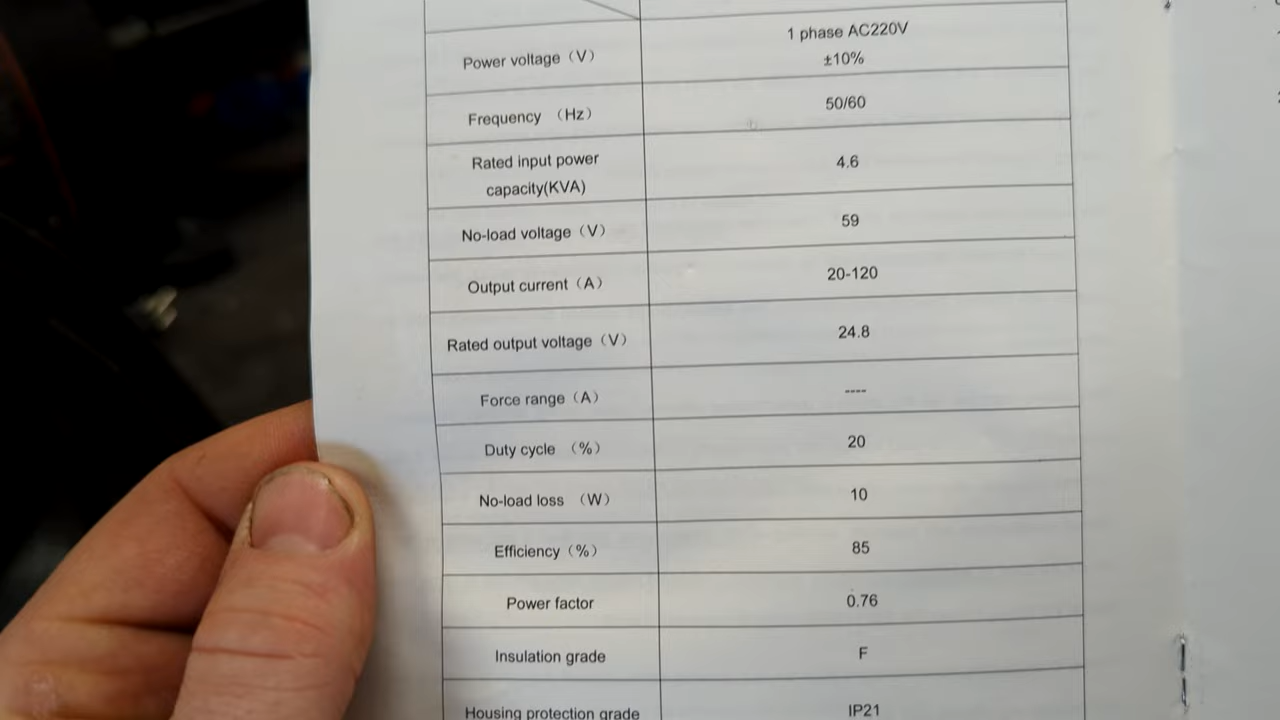 Power voltage（V） 1 phase AC220V
±10%
Frequency （Hz） 50/60
Rated input power
capacity(KVA) 4.6
No-load voltage（V） 59
Output current（A） 20-120
Rated output voltage（V） 24.8
Force range（A） ----
Duty cycle （%） 20
No-load loss （W） 10
Efficiency（%） 85
Power factor 0.76
Insulation grade F
Housing protection grade IP21